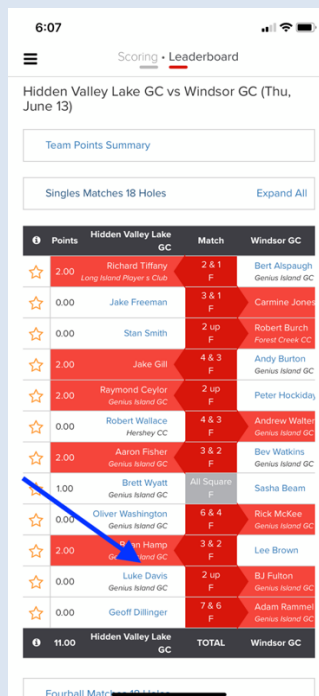 6:07
Scoring • Leaderboard
Hidden Valley Lake GC vs Windsor GC (Thu,
June 13)
Team Points Summary
Singles Matches 18 Holes Expand All
Points Hidden Valley Lake GC Match Windsor GC
2.00 Richard Tiffany 2 & 1 Bert Alspaugh
Long Island Player's Club F Genius Island GC
0.00 Jake Freeman 3 & 1 F Carmine Jones
0.00 Stan Smith 2 up F Robert Burch
Forest Creek CC
2.00 Jake Gill 4 & 3 F Andy Burton
Genius Island GC
2.00 Raymond Ceylor 2 up Peter Hockiday
Genius Island GC F
0.00 Robert Wallace 4 & 3 Andrew Walter
Hershey CC F Genius Island GC
2.00 Aaron Fisher 3 & 2 Bev Watkins
Genius Island GC F Genius Island GC
1.00 Brett Wyatt All Square Sasha Beam
Genius Island GC F
0.00 Oliver Washington 6 & 4 Rick McKee
Genius Island GC F Genius Island GC
2.00 Hamp 3 & 2 Lee Brown
Island GC F
0.00 Luke Davis 2 up BJ Fulton
Genius Island GC F Genius Island GC
0.00 Geoff Dillinger 7 & 6 Adam Rammel
F Genius Island GC
11.00 Hidden Valley Lake GC TOTAL Windsor GC
Fourball Matches 18 Holes